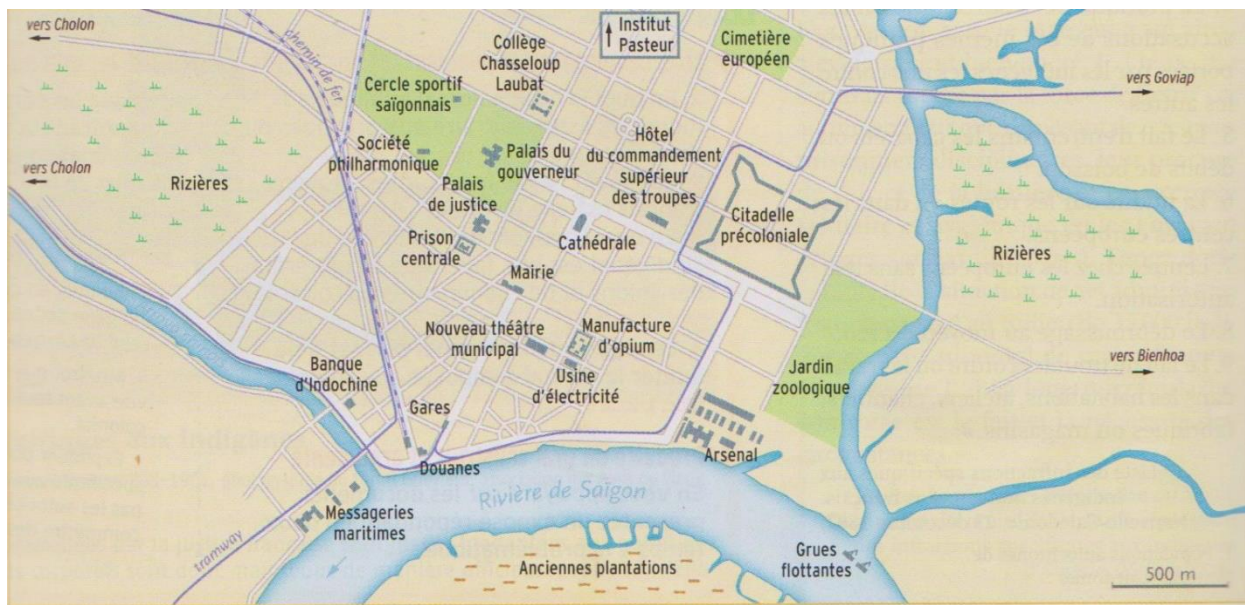 vers Cholon
chemin de fer
Collège
Chasseloup
Laubat
Institut
Pasteur
Cimetière
européen
vers Goviap
Cercle sportif
saïgonnais
Société
philharmonique
Palais du
gouverneur
Hôtel
du commandement
supérieur
des troupes
vers Cholon
Rizières
Palais
de justice
Citadelle
précoloniale
Prison
centrale
Cathédrale
Rizières
Mairie
Nouveau théâtre
municipal
Manufacture
d'opium
Banque
d'Indochine
Usine
d'électricité
Jardin
zoologique
vers Bienhoa
Gares
Douanes
Arsenal
Rivière de Saïgon
Messageries
maritimes
tramway
Anciennes plantations
Grues
flottantes
500 m